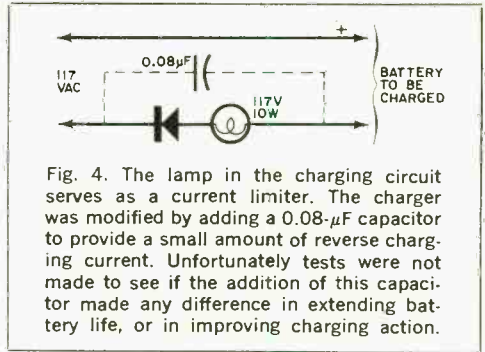 +
0.08μF
117
VAC
117V
10W
BATTERY
TO BE
CHARGED
Fig. 4. The lamp in the charging circuit
serves as a current limiter. The charger
was modified by adding a 0.08-μF capacitor
to provide a small amount of reverse charg-
ing current. Unfortunately tests were not
made to see if the addition of this capaci-
tor made any difference in extending bat-
tery life, or in improving charging action.